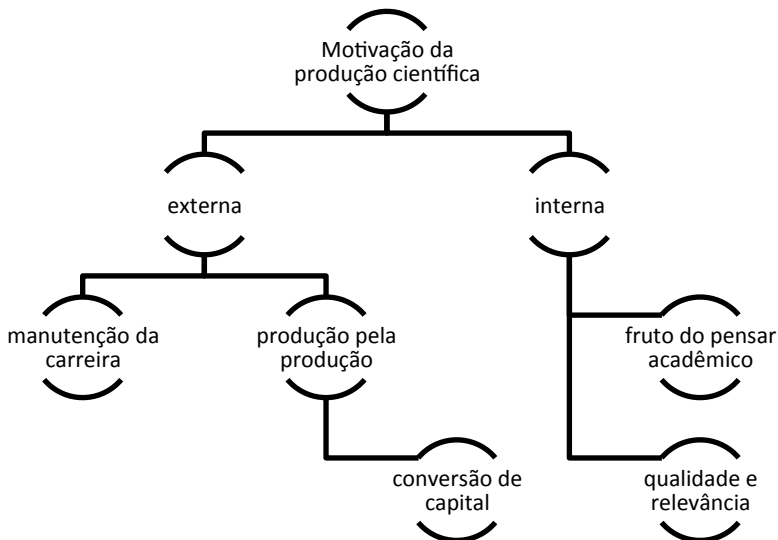 Motivação da
produção científica
externa
interna
manutenção da
carreira
produção pela
produção
fruto do pensar
acadêmico
conversão de
capital
qualidade e
relevância